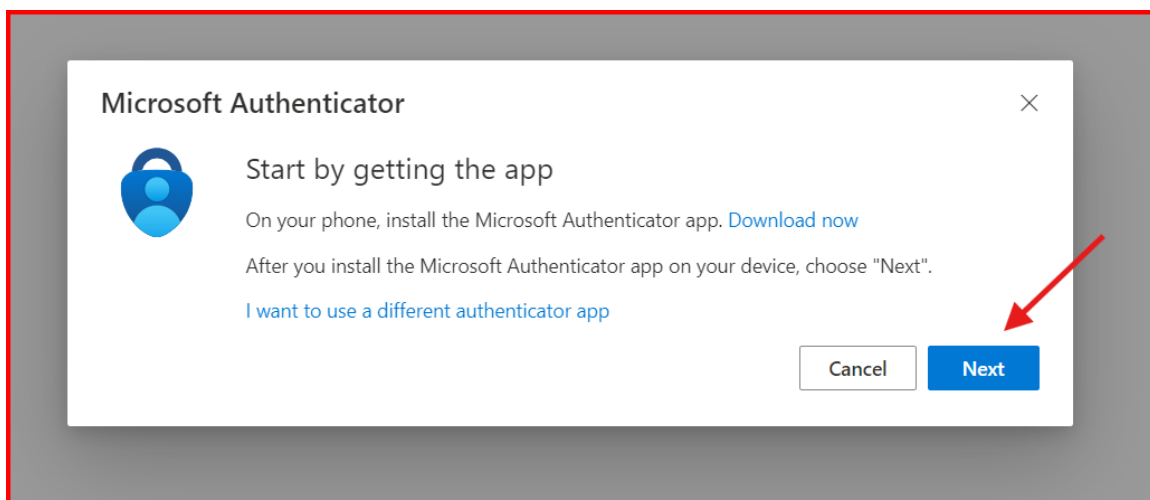 Microsoft Authenticator
Start by getting the app
On your phone, install the Microsoft Authenticator app. Download now
After you install the Microsoft Authenticator app on your device, choose "Next".
I want to use a different authenticator app
Cancel
Next